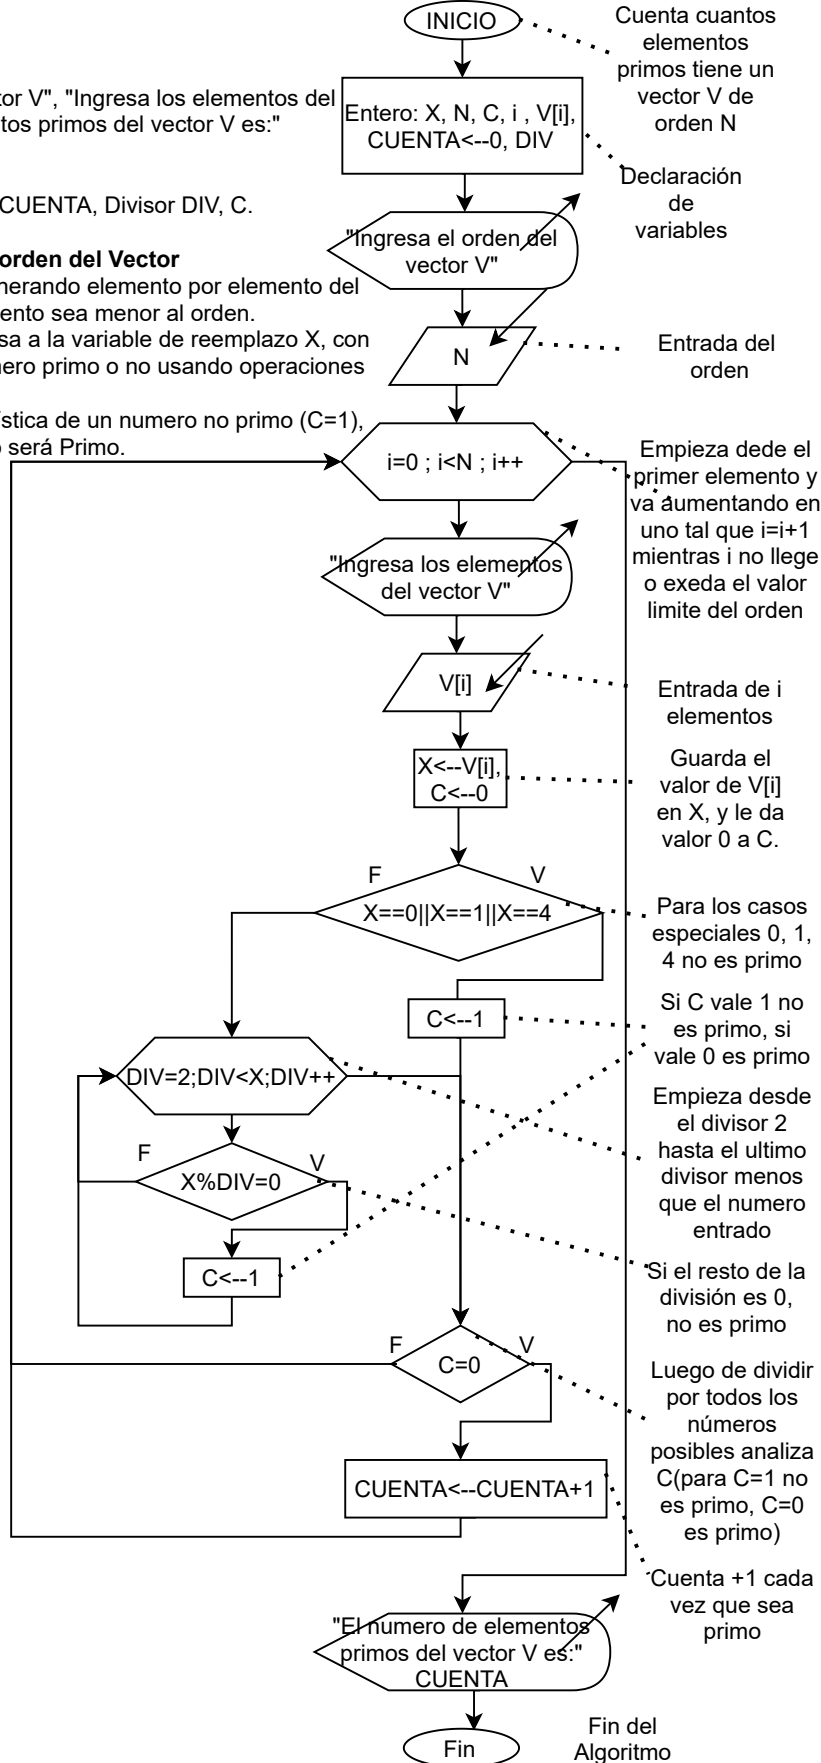 INICIO
Cuenta cuantos
elementos
primos tiene un
vector V de
orden N
V", "Ingresa los elementos del
primos del vector V es:"
CUENTA, Divisor DIV, C.
orden del Vector
elemento por elemento del
sea menor al orden.
a la variable de reemplazo X, con
primo o no usando operaciones
de un numero no primo (C=1),
será Primo.
Entero: X, N, C, i , V[i],
CUENTA<--0, DIV
Declaración
de
variables
"Ingresa el orden del
vector V"
N
Entrada del
orden
i=0 ; i<N ; i++
Empieza dede el
primer elemento y
va aumentando en
uno tal que i=i+1
mientras i no llege
o exeda el valor
limite del orden
"Ingresa los elementos
del vector V"
V[i]
Entrada de i
elementos
X<--V[i],
C<--0
Guarda el
valor de V[i]
en X, y le da
valor 0 a C.
F
V
X==0||X==1||X==4
Para los casos
especiales 0, 1,
4 no es primo
C<--1
Si C vale 1 no
es primo, si
vale 0 es primo
DIV=2;DIV<X;DIV++
Empieza desde
el divisor 2
hasta el ultimo
divisor menos
que el numero
entrado
F
V
X%DIV=0
C<--1
Si el resto de la
división es 0,
no es primo
F
V
C=0
Luego de dividir
por todos los
números
posibles analiza
C(para C=1 no
es primo, C=0
es primo)
CUENTA<--CUENTA+1
Cuenta +1 cada
vez que sea
primo
"El numero de elementos
primos del vector V es:"
CUENTA
Fin
Fin del
Algoritmo